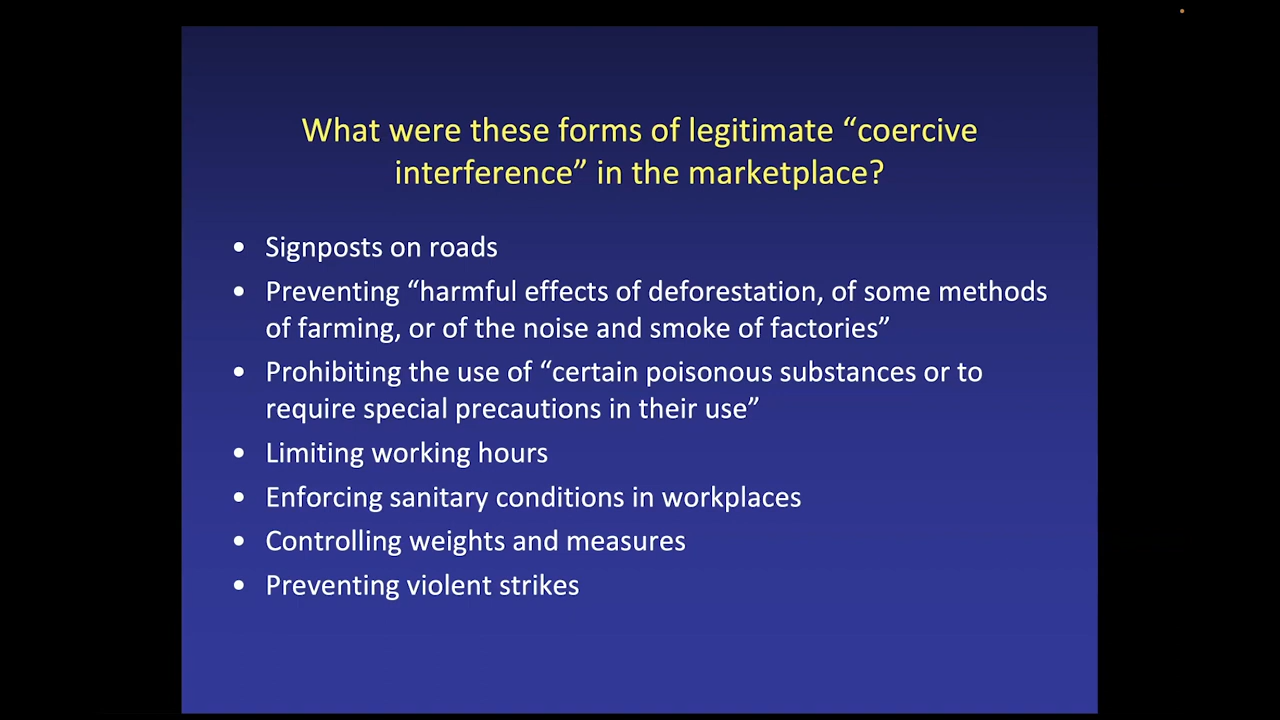 What were these forms of legitimate “coercive
interference” in the marketplace?
• Signposts on roads
• Preventing “harmful effects of deforestation, of some methods
of farming, or of the noise and smoke of factories”
• Prohibiting the use of “certain poisonous substances or to
require special precautions in their use”
• Limiting working hours
• Enforcing sanitary conditions in workplaces
• Controlling weights and measures
• Preventing violent strikes